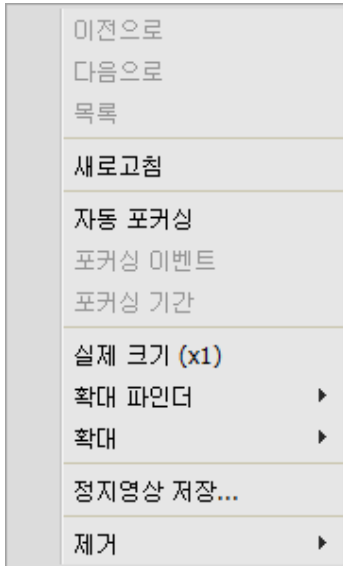 이전으로
다음으로
목록
새로고침
자동 포커싱
포커싱 이벤트
포커싱 기간
실제 크기 (x1)
확대 파인더
확대
정지영상 저장...
제거